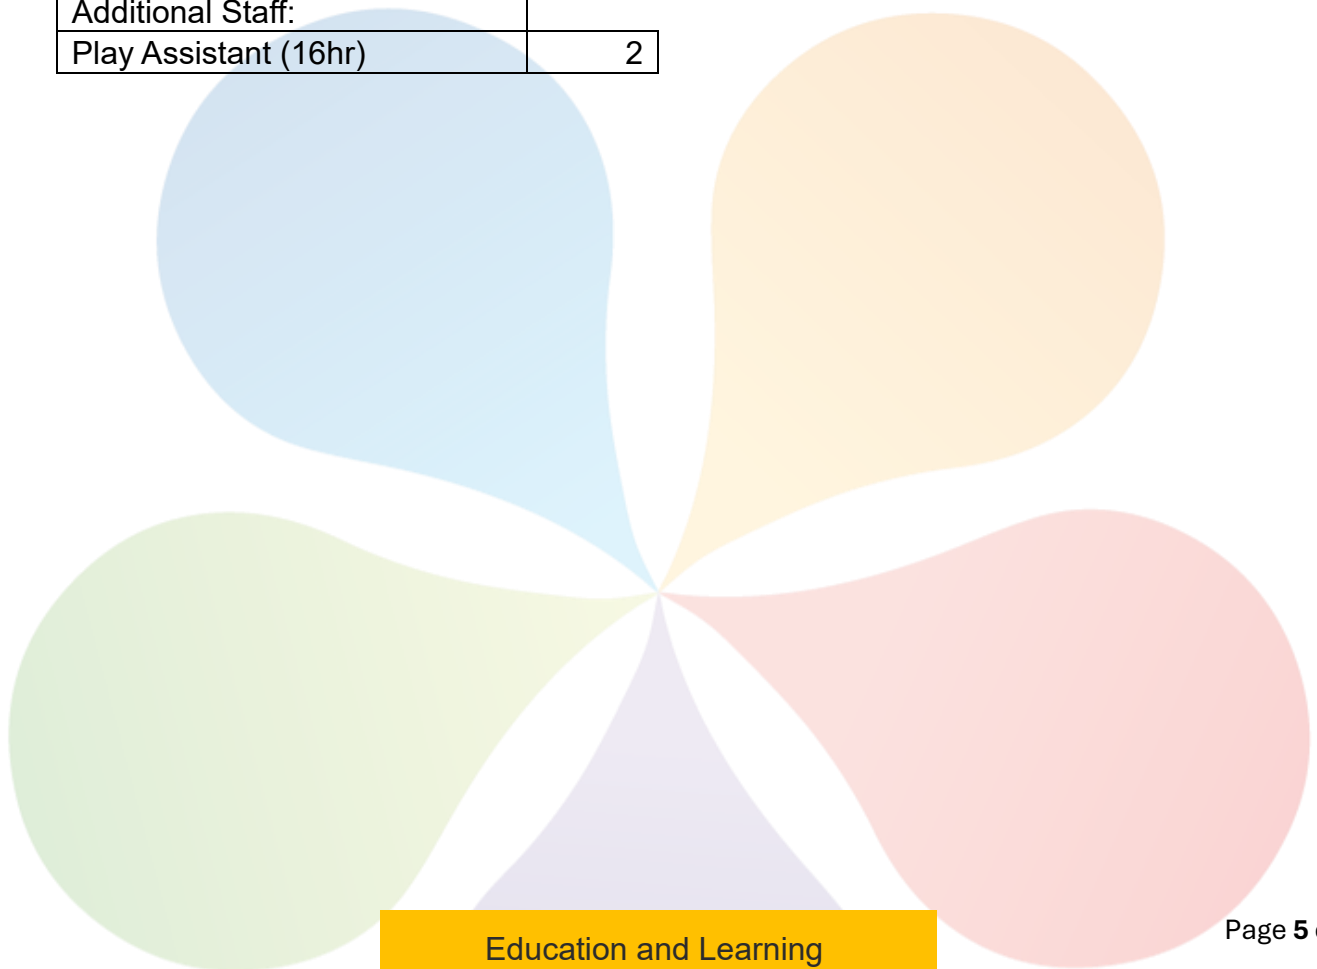 Additional Staff:
Play Assistant (16hr) 2
Education and Learning
Page 5